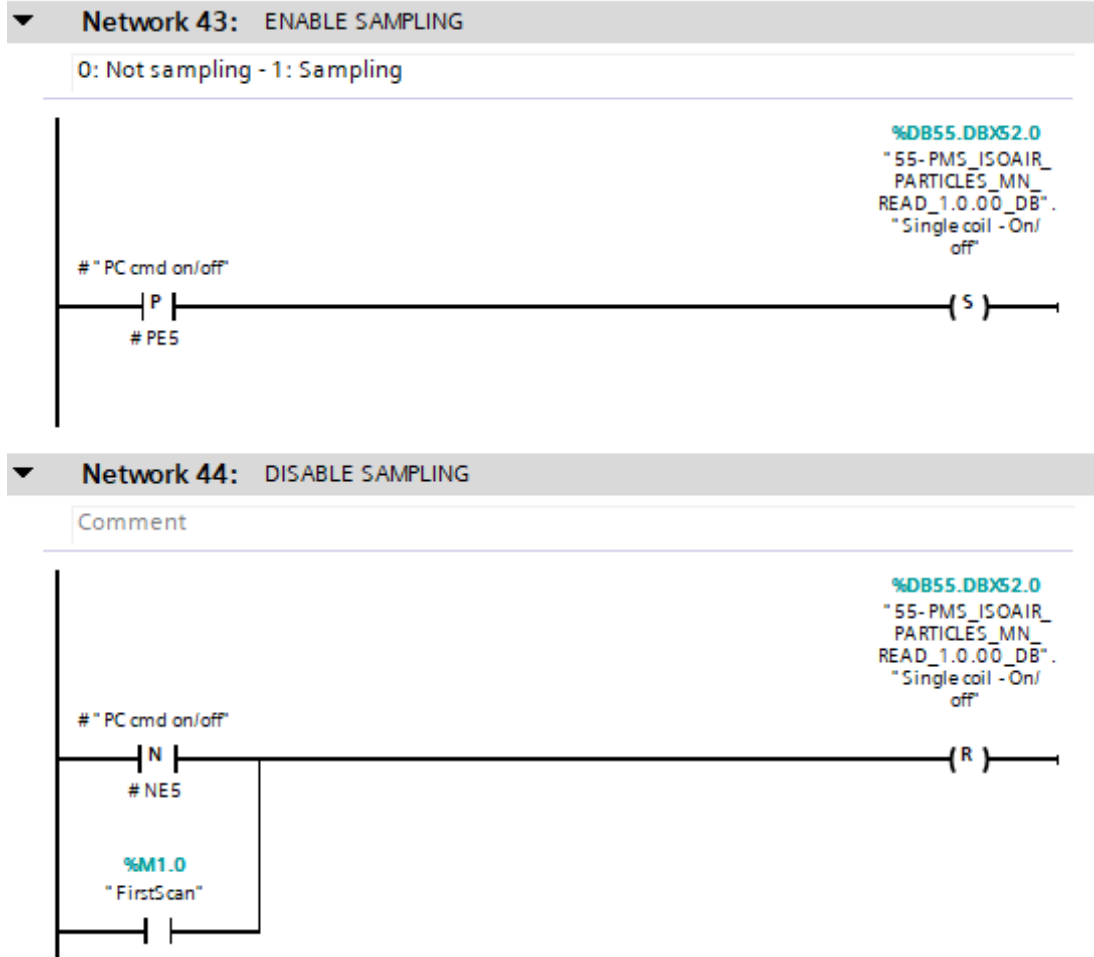 Network 43: ENABLE SAMPLING
0: Not sampling - 1: Sampling
%DB55.DBX52.0
"55-PMS_ISOAIR_
PARTICLES_MN_
READ_1.0.00_DB".
"Single coil - On/
off"
#"PC cmd on/off"
P
S
#PE5
Network 44: DISABLE SAMPLING
Comment
%DB55.DBX52.0
"55-PMS_ISOAIR_
PARTICLES_MN_
READ_1.0.00_DB".
"Single coil - On/
off"
#"PC cmd on/off"
N
R
#NE5
%M1.0
"FirstScan"